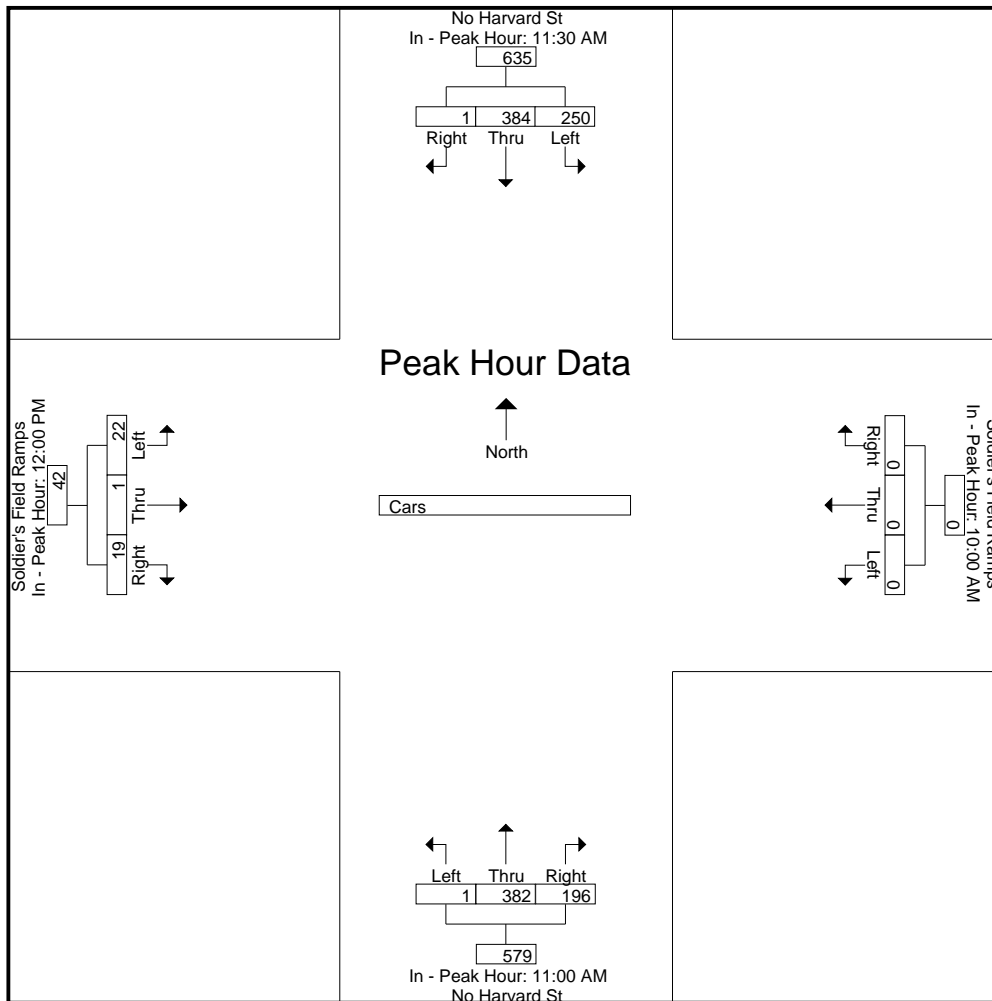 No Harvard St
In - Peak Hour: 11:30 AM
635
1 384 250
Right Thru Left
Peak Hour Data
North
Cars
Soldier's Field Ramps
In - Peak Hour: 12:00 PM
42
22 1 19
Left Thru Right
Soldier's Field Ramps
In - Peak Hour: 10:00 AM
0
0 0 0
Right Thru Left
Left Thru Right
1 382 196
579
In - Peak Hour: 11:00 AM
No Harvard St